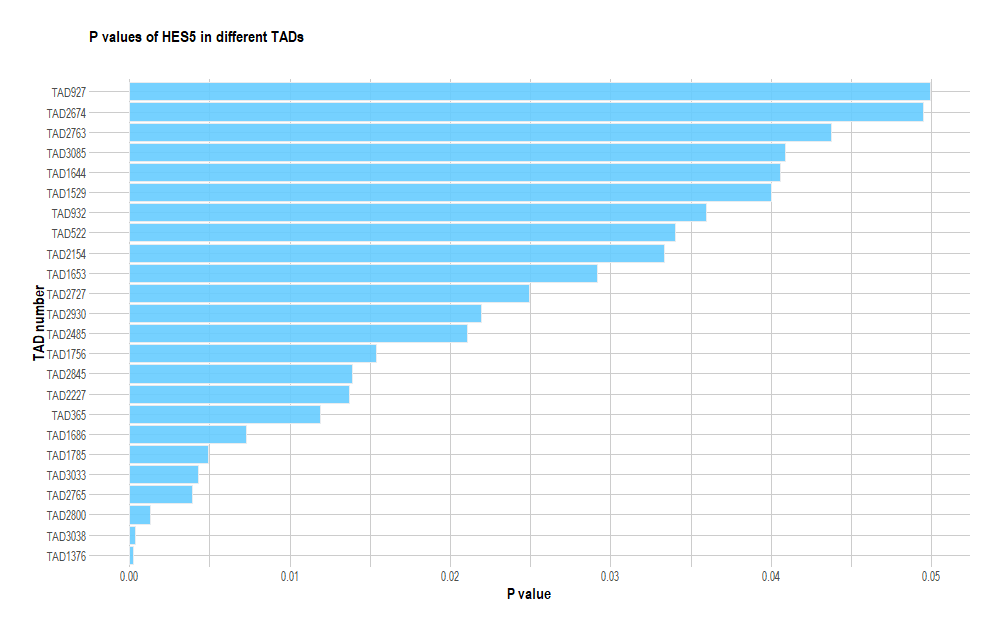 P values of HES5 in different TADs
TAD927
TAD2674
TAD2763
TAD3085
TAD1644
TAD1529
TAD932
TAD522
TAD2154
TAD1653
TAD2727
TAD2930
TAD2485
TAD1756
TAD2845
TAD2227
TAD365
TAD1686
TAD1785
TAD3033
TAD2765
TAD2800
TAD3038
TAD1376
TAD number
0.00 0.01 0.02 0.03 0.04 0.05
P value